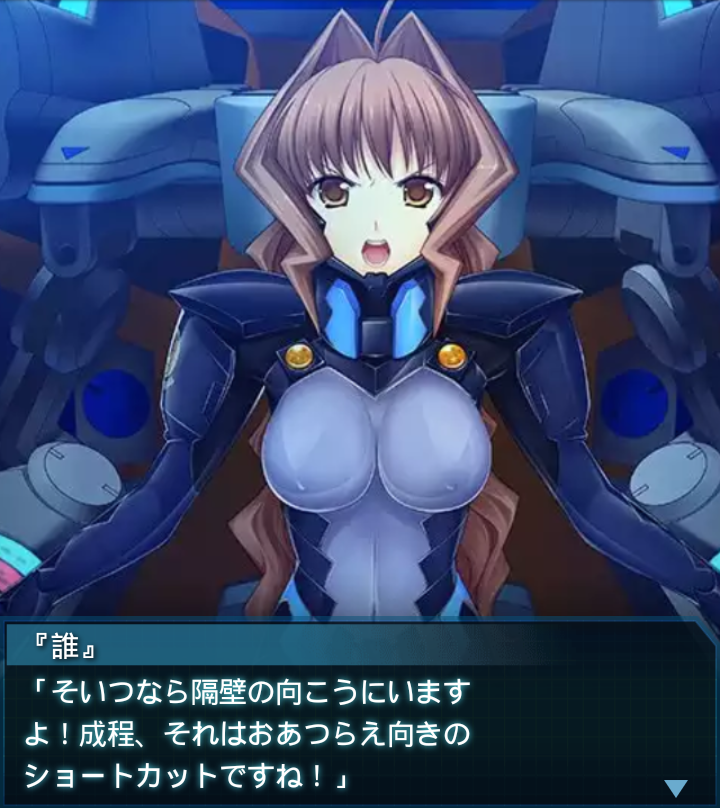 『誰』
「そいつなら隔壁の向こうにいます
よ！成程、それはおあつらえ向きの
ショートカットですね！」